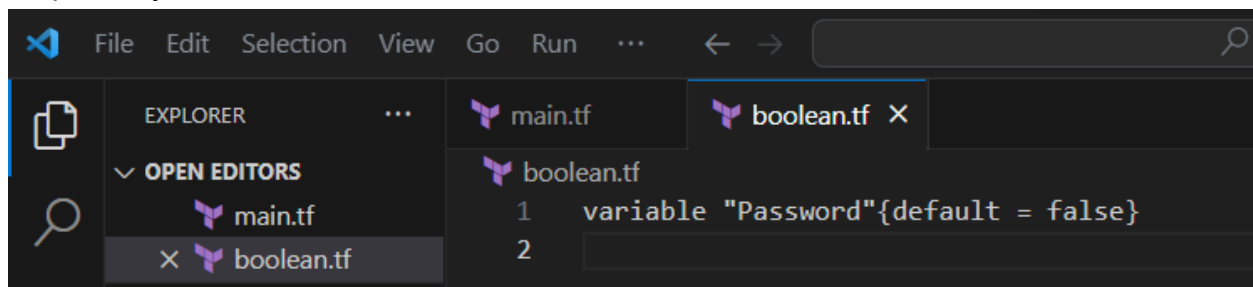 File Edit Selection View Go Run ...
EXPLORER ...
OPEN EDITORS
main.tf
boolean.tf
main.tf
boolean.tf
boolean.tf
1 variable "Password"{default = false}
2